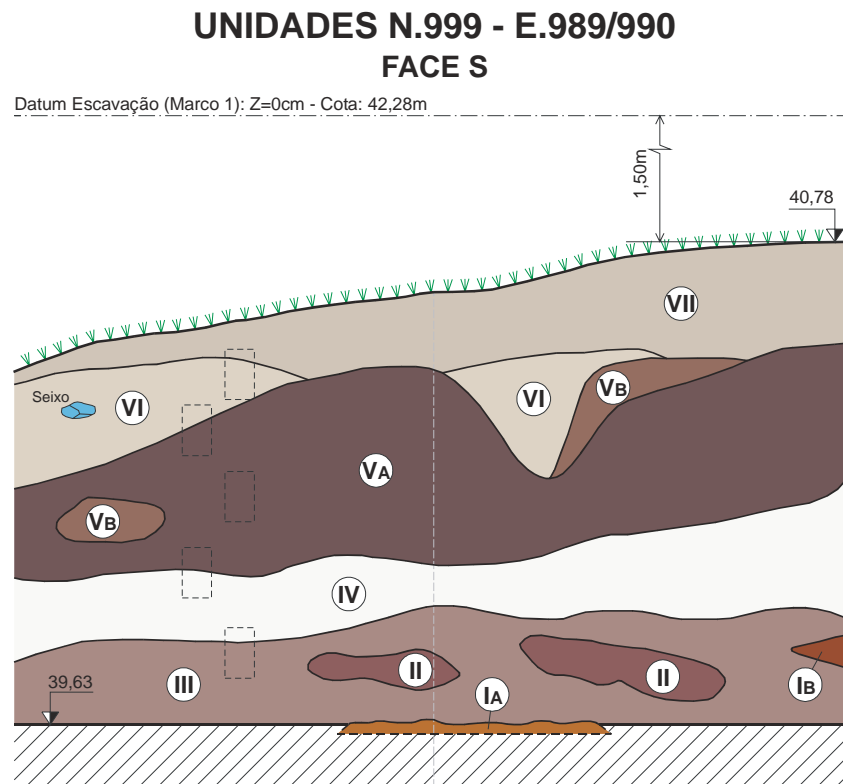 UNIDADES N.999 - E.989/990
FACE S
Datum Escavação (Marco 1): Z=0cm - Cota: 42,28m
1,50m
40,78
VII
Seixo
VI
VI
VB
VA
VB
IV
III
II
II
IA
IB
39,63